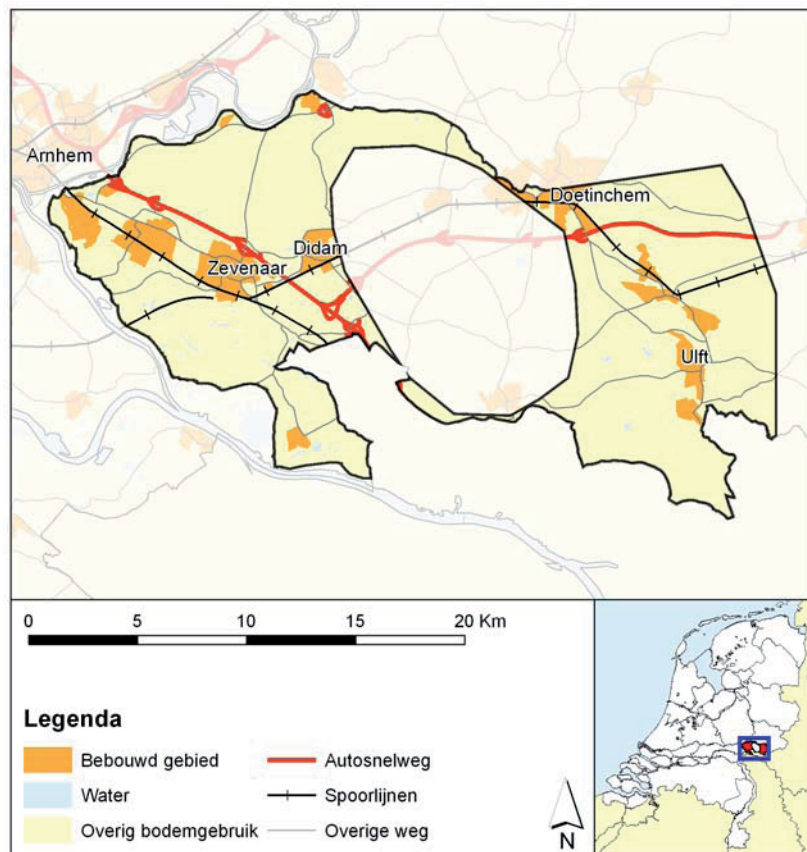 Arnhem
Doetinchem
Didam
Zevenaar
Ulft
0 5 10 15 20 Km
Legenda
Bebouwd gebied
Autosnelweg
Water
Spoorlijnen
Overig bodemgebruik
Overige weg
N